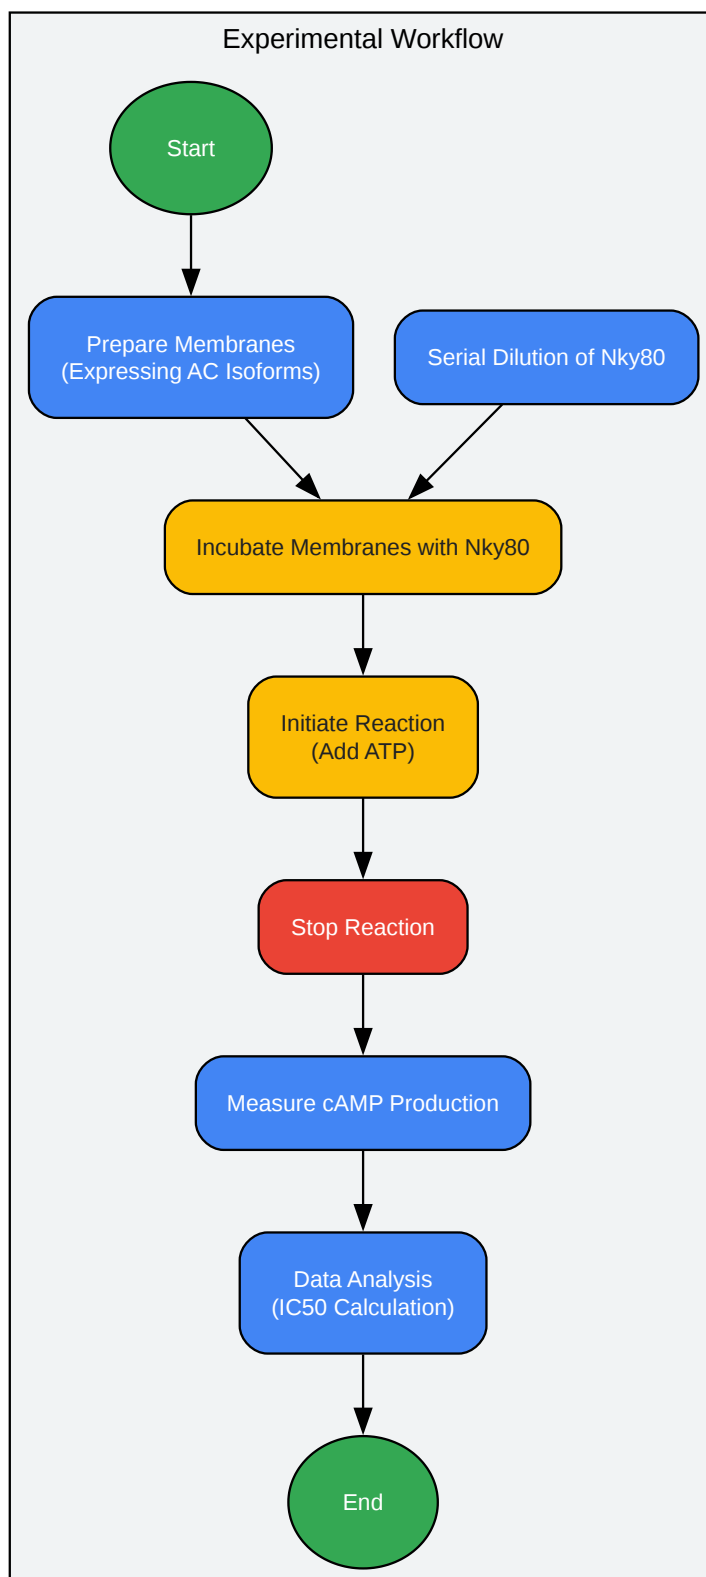 Experimental Workflow
Start
Prepare Membranes
(Expressing AC Isoforms)
Serial Dilution of Nky80
Incubate Membranes with Nky80
Initiate Reaction
(Add ATP)
Stop Reaction
Measure cAMP Production
Data Analysis
(IC50 Calculation)
End